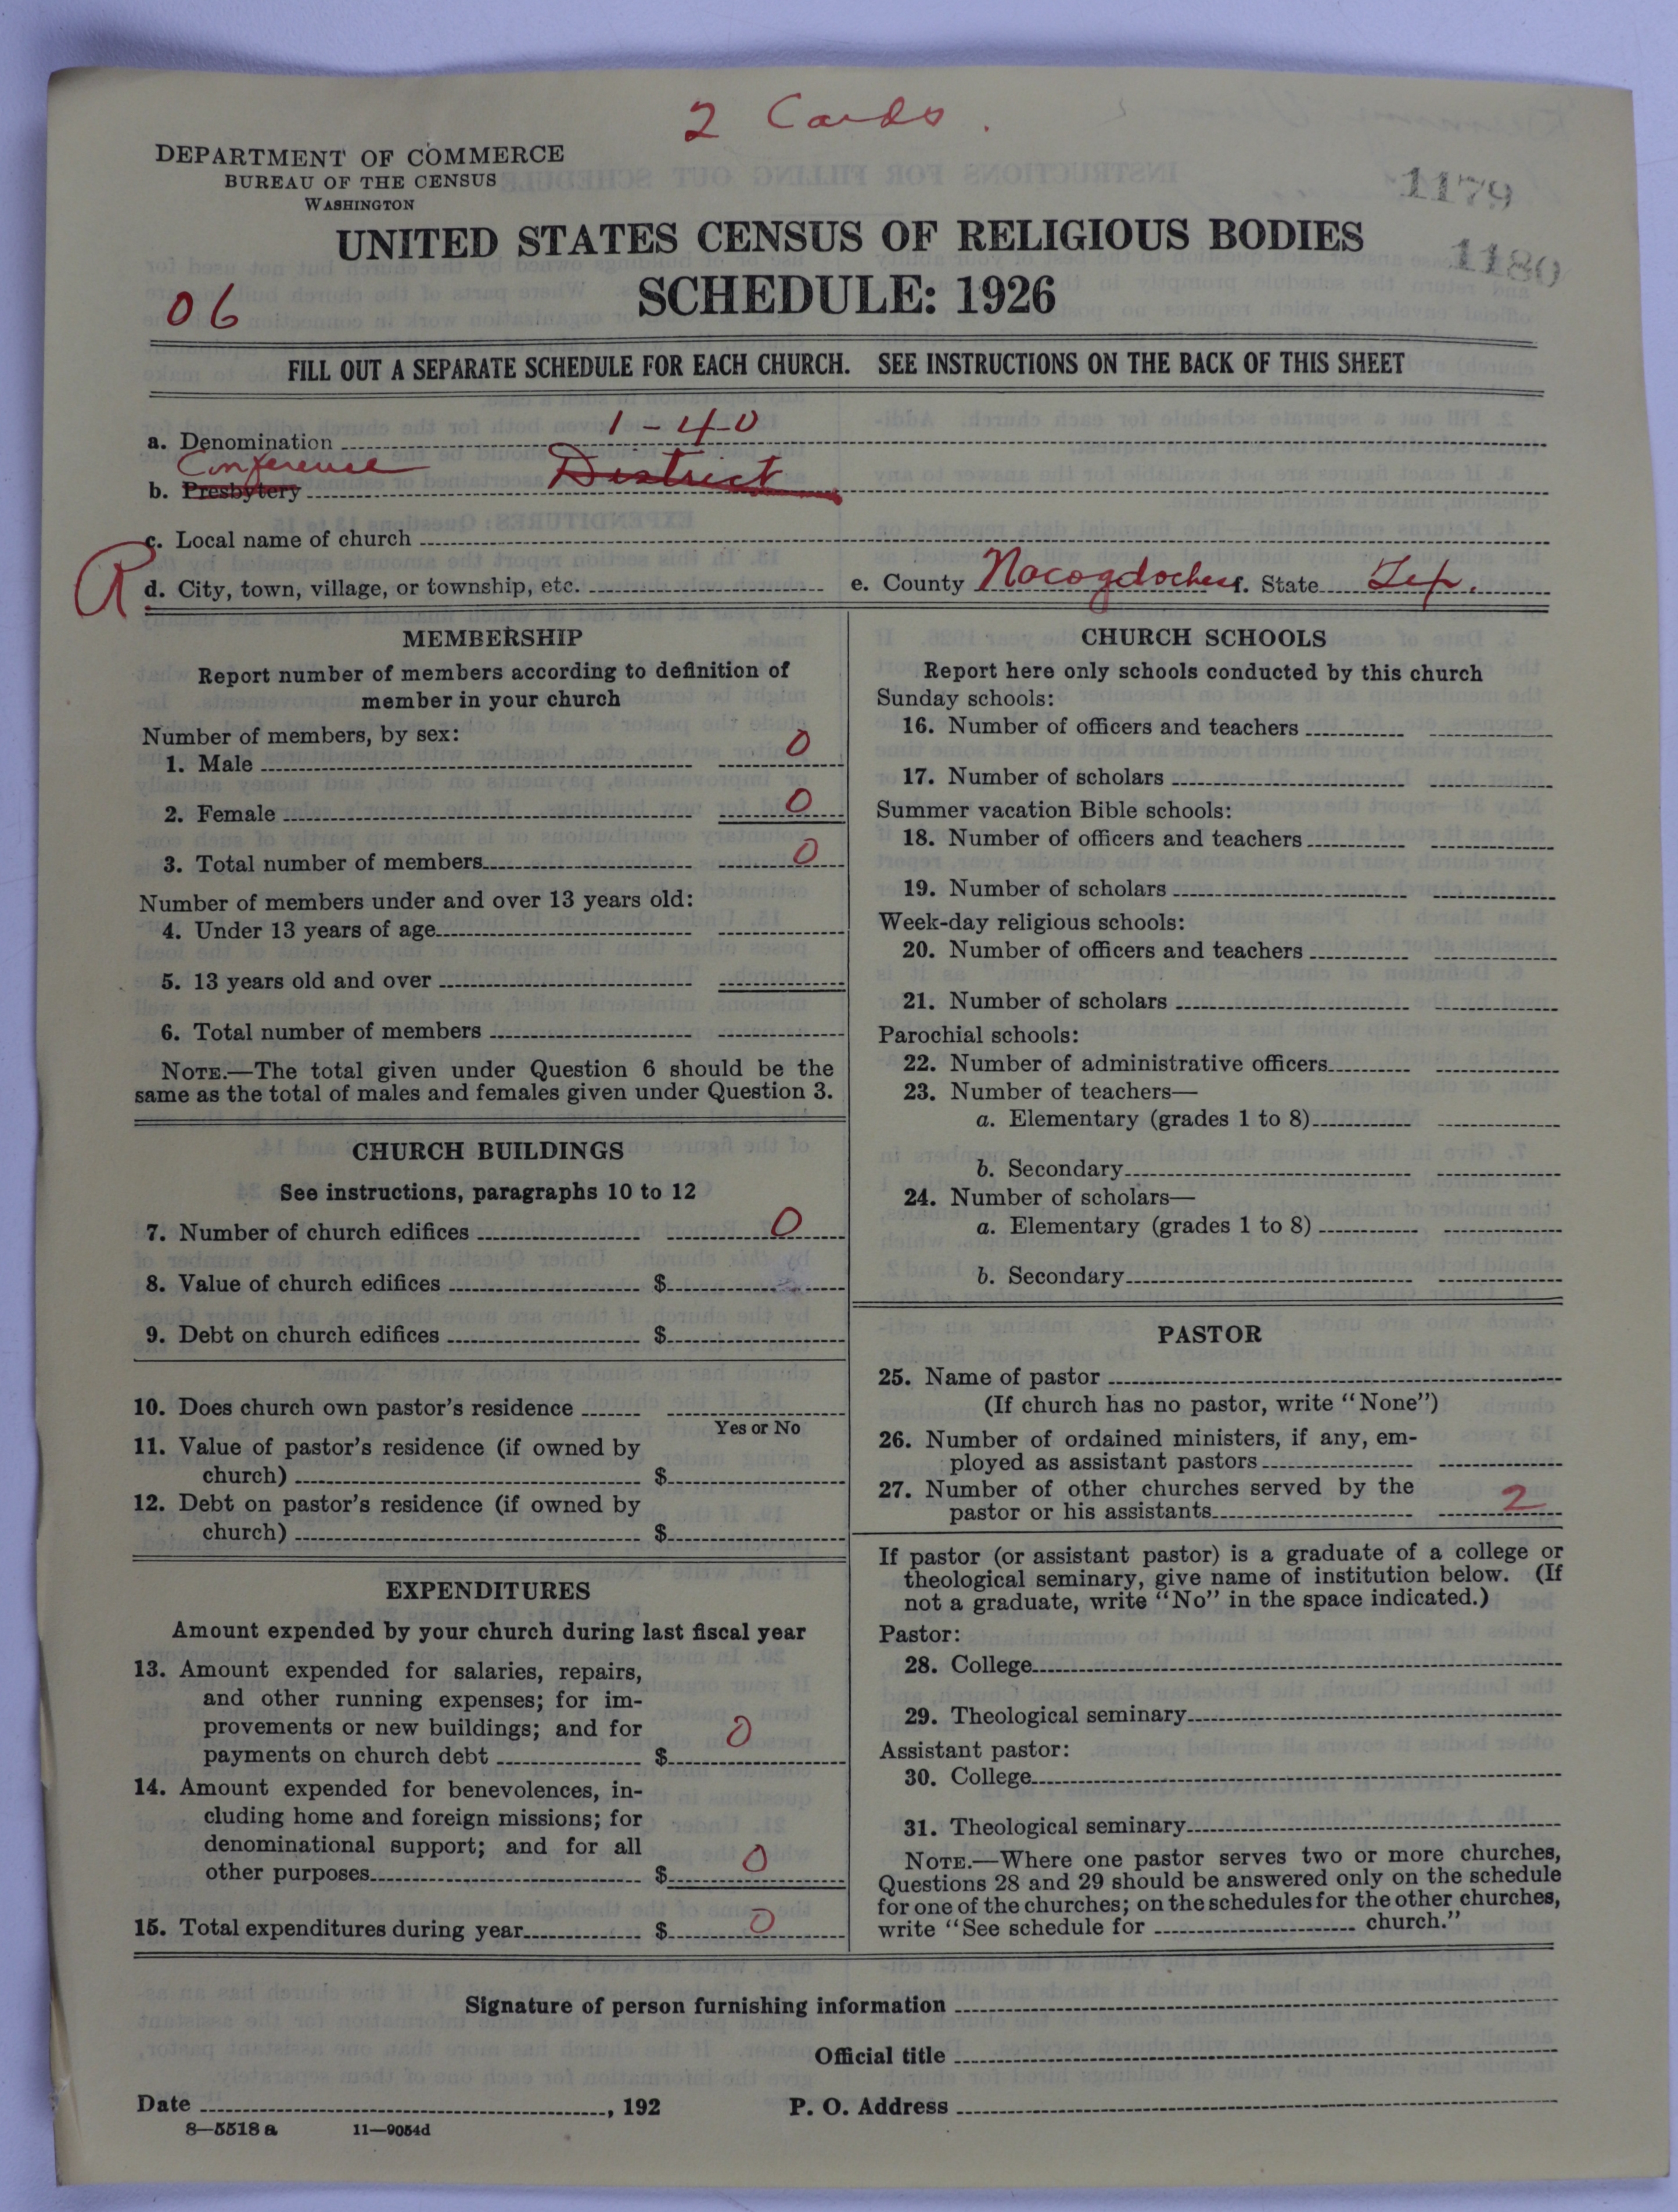 2 Cards.
DEPARTMENT OF COMMERCE
BUREAU OF THE CENSUS
WASHINGTON
1179
UNITED STATES CENSUS OF RELIGIOUS BODIES
1180
SCHEDULE: 1926
06
FILL OUT A SEPARATE SCHEDULE FOR EACH CHURCH. SEE INSTRUCTIONS ON THE BACK OF THIS SHEET
a. Denomination 1-40
Conference
b. Presbytery District
c. Local name of church
R
d. City, town, village, or township, etc. e. County Nacogdoches f. State Tex.
MEMBERSHIP
Report number of members according to definition of
member in your church
Number of members, by sex:
1. Male 0
2. Female 0
3. Total number of members 0
Number of members under and over 13 years old:
4. Under 13 years of age
5. 13 years old and over
6. Total number of members
NOTE.—The total given under Question 6 should be the
same as the total of males and females given under Question 3.
CHURCH BUILDINGS
See instructions, paragraphs 10 to 12
7. Number of church edifices 0
8. Value of church edifices $
9. Debt on church edifices $
10. Does church own pastor's residence
Yes or No
11. Value of pastor's residence (if owned by
church) $
12. Debt on pastor's residence (if owned by
church) $
EXPENDITURES
Amount expended by your church during last fiscal year
13. Amount expended for salaries, repairs,
and other running expenses; for im-
provements or new buildings; and for
payments on church debt $ 0
14. Amount expended for benevolences, in-
cluding home and foreign missions; for
denominational support; and for all
other purposes $ 0
15. Total expenditures during year $ 0
CHURCH SCHOOLS
Report here only schools conducted by this church
Sunday schools:
16. Number of officers and teachers
17. Number of scholars
Summer vacation Bible schools:
18. Number of officers and teachers
19. Number of scholars
Week-day religious schools:
20. Number of officers and teachers
21. Number of scholars
Parochial schools:
22. Number of administrative officers
23. Number of teachers—
a. Elementary (grades 1 to 8)
b. Secondary
24. Number of scholars—
a. Elementary (grades 1 to 8)
b. Secondary
PASTOR
25. Name of pastor
(If church has no pastor, write "None")
26. Number of ordained ministers, if any, em-
ployed as assistant pastors
27. Number of other churches served by the
pastor or his assistants 2
If pastor (or assistant pastor) is a graduate of a college or
theological seminary, give name of institution below. (If
not a graduate, write "No" in the space indicated.)
Pastor:
28. College
29. Theological seminary
Assistant pastor:
30. College
31. Theological seminary
NOTE.—Where one pastor serves two or more churches,
Questions 28 and 29 should be answered only on the schedule
for one of the churches; on the schedules for the other churches,
write "See schedule for church."
Signature of person furnishing information
Official title
Date , 192 P. O. Address
8—5518 a 11—9054d